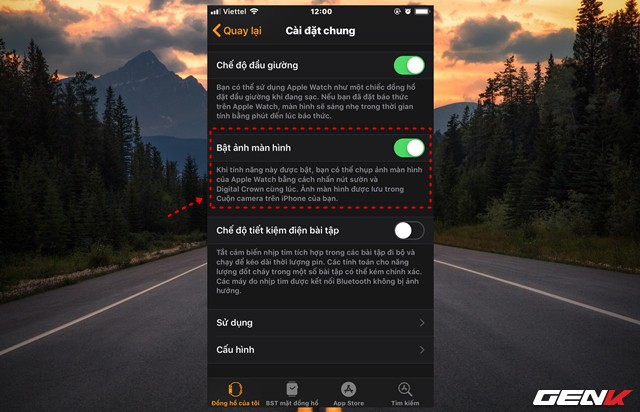 Viettel 12:00
Quay lại Cài đặt chung
Chế độ đầu giường
Bạn có thể sử dụng Apple Watch như một chiếc đồng hồ
đặt đầu giường khi đang sạc. Nếu bạn đã đặt báo thức
trên Apple Watch, màn hình sẽ sáng nhẹ trong thời gian
tính bằng phút đến lúc báo thức.
Bật ảnh màn hình
Khi tính năng này được bật, bạn có thể chụp ảnh màn hình
của Apple Watch bằng cách nhấn nút sườn và
Digital Crown cùng lúc. Ảnh màn hình được lưu trong
Cuộn camera trên iPhone của bạn.
Chế độ tiết kiệm điện bài tập
Tắt cảm biến nhịp tim tích hợp trong các bài tập đi bộ và
chạy để kéo dài thời lượng pin. Các tính toán cho năng
lượng đốt cháy trong một số bài tập có thể kém chính xác.
Các máy đo nhịp tim được kết nối Bluetooth không bị ảnh
hưởng.
Sử dụng
Cấu hình
Đồng hồ của tôi BST mặt đồng hồ App Store Tìm kiếm
GENK